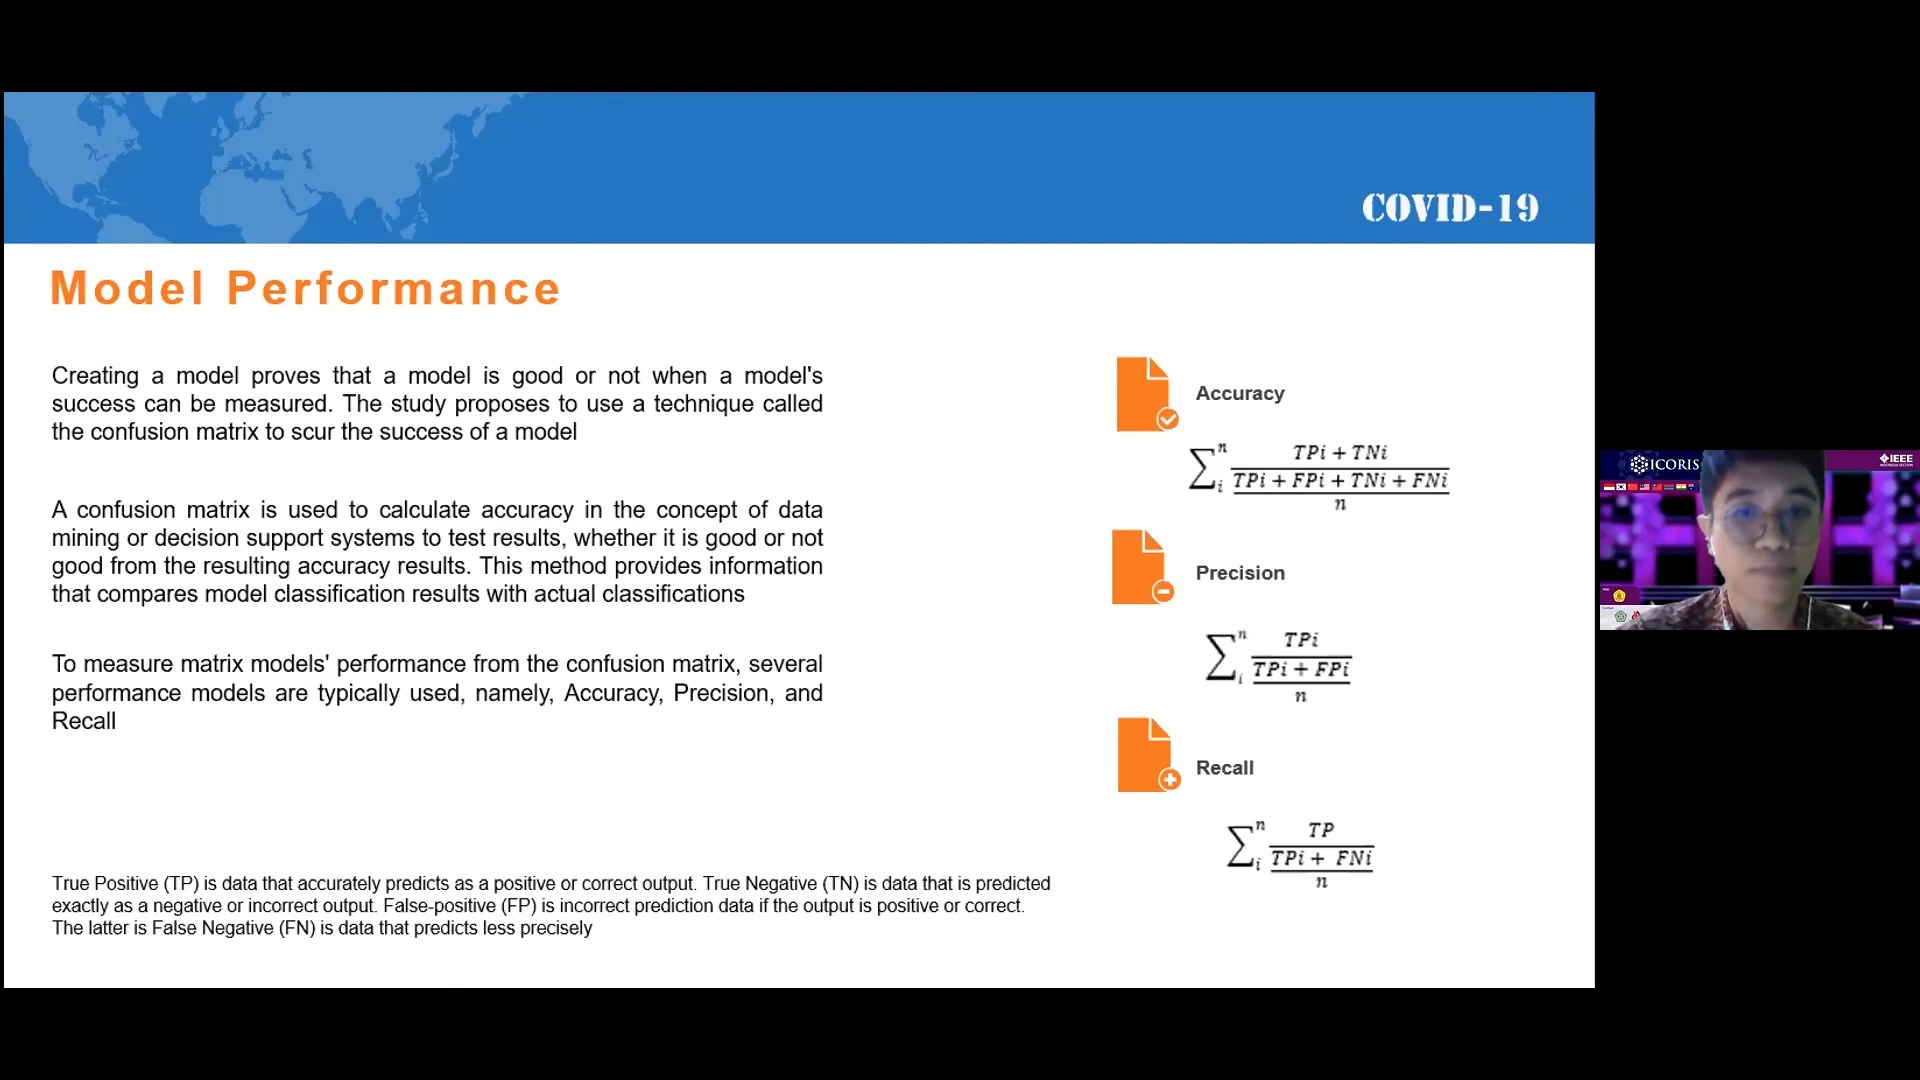 COVID-19
Model Performance
Creating a model proves that a model is good or not when a model's
success can be measured. The study proposes to use a technique called
the confusion matrix to scur the success of a model
A confusion matrix is used to calculate accuracy in the concept of data
mining or decision support systems to test results, whether it is good or not
good from the resulting accuracy results. This method provides information
that compares model classification results with actual classifications
To measure matrix models' performance from the confusion matrix, several
performance models are typically used, namely, Accuracy, Precision, and
Recall
True Positive (TP) is data that accurately predicts as a positive or correct output. True Negative (TN) is data that is predicted
exactly as a negative or incorrect output. False-positive (FP) is incorrect prediction data if the output is positive or correct.
The latter is False Negative (FN) is data that predicts less precisely
Accuracy
∑ n i TPi + TNi
TPi + FPi + TNi + FNi
n
Precision
∑ n i TPi
TPi + FPi
n
Recall
∑ n i TP
TPi + FNi
n
ICORIS
IEEE
INDONESIA SECTION